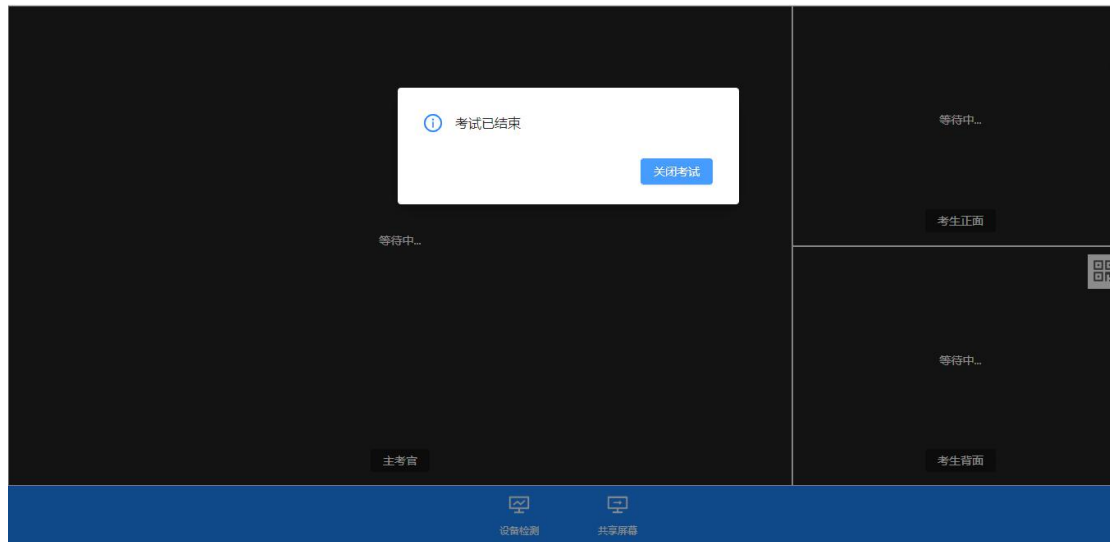 考试已结束
关闭考试
等待中...
主考官
等待中...
考生正面
等待中...
考生背面
设备检测
共享屏幕